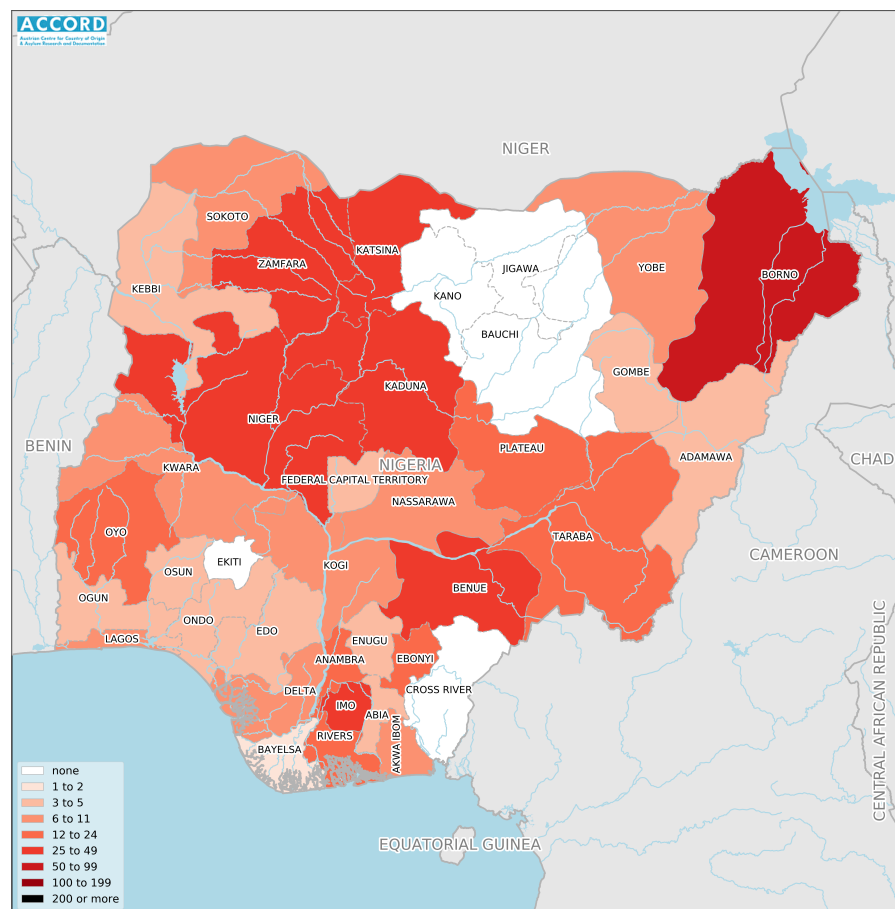 ACCORD
Austrian Centre for Country of Origin
& Asylum Research and Documentation
NIGER
SOKOTO
KATSINA
ZAMFARA
JIGAWA
YOBE
BORNO
KEBBI
KANO
BAUCHI
GOMBE
KADUNA
NIGER
BENIN
PLATEAU
ADAMAWA
CHAD
KWARA
NIGERIA
FEDERAL CAPITAL TERRITORY
NASSARAWA
OYO
TARABA
CAMEROON
EKITI
KOGI
OSUN
BENUE
OGUN
ONDO
EDO
LAGOS
ENUGU
ANAMBRA
EBONYI
CENTRAL AFRICAN REPUBLIC
DELTA
CROSS RIVER
IMO
ABIA
RIVERS
AKWA IBOM
BAYELSA
EQUATORIAL GUINEA
none
1 to 2
3 to 5
6 to 11
12 to 24
25 to 49
50 to 99
100 to 199
200 or more